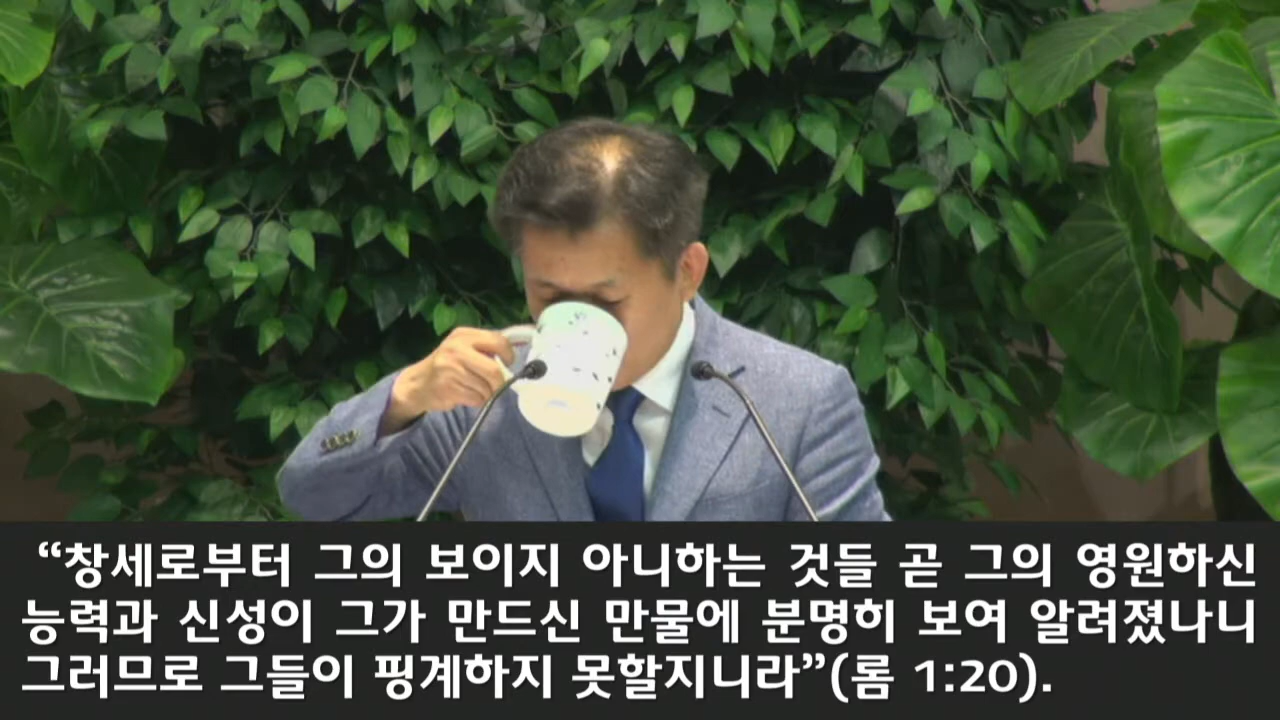 “창세로부터 그의 보이지 아니하는 것들 곧 그의 영원하신
능력과 신성이 그가 만드신 만물에 분명히 보여 알려졌나니
그러므로 그들이 핑계하지 못할지니라”(롬 1:20).